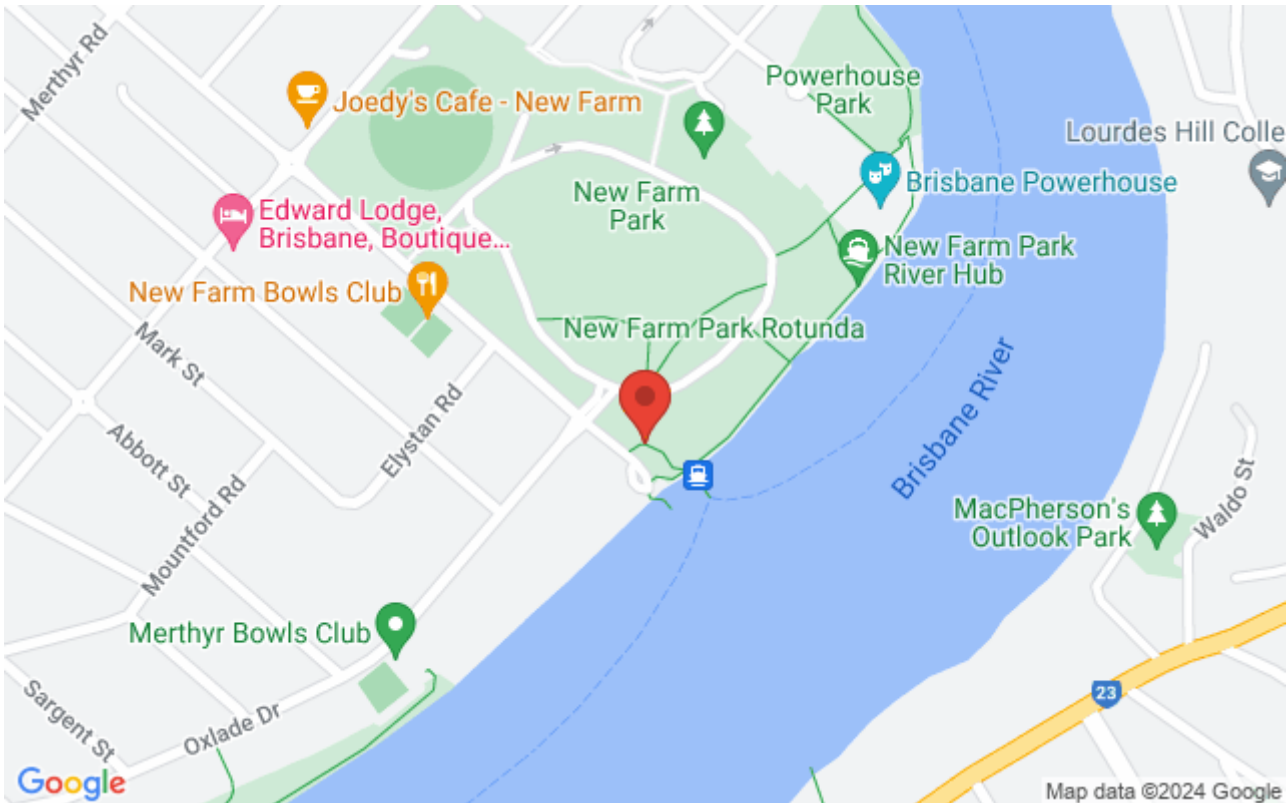 Merthyr Rd
Joedy's Cafe - New Farm
Powerhouse
Park
Lourdes Hill Colle
Brisbane Powerhouse
New Farm
Park
Edward Lodge,
Brisbane, Boutique...
New Farm Park
River Hub
New Farm Bowls Club
New Farm Park Rotunda
Mark St
Elystan Rd
Brisbane River
Abbott St
Mountford Rd
MacPherson's
Outlook Park
Waldo St
Merthyr Bowls Club
Sargent St
Oxlade Dr
23
Google
Map data ©2024 Google